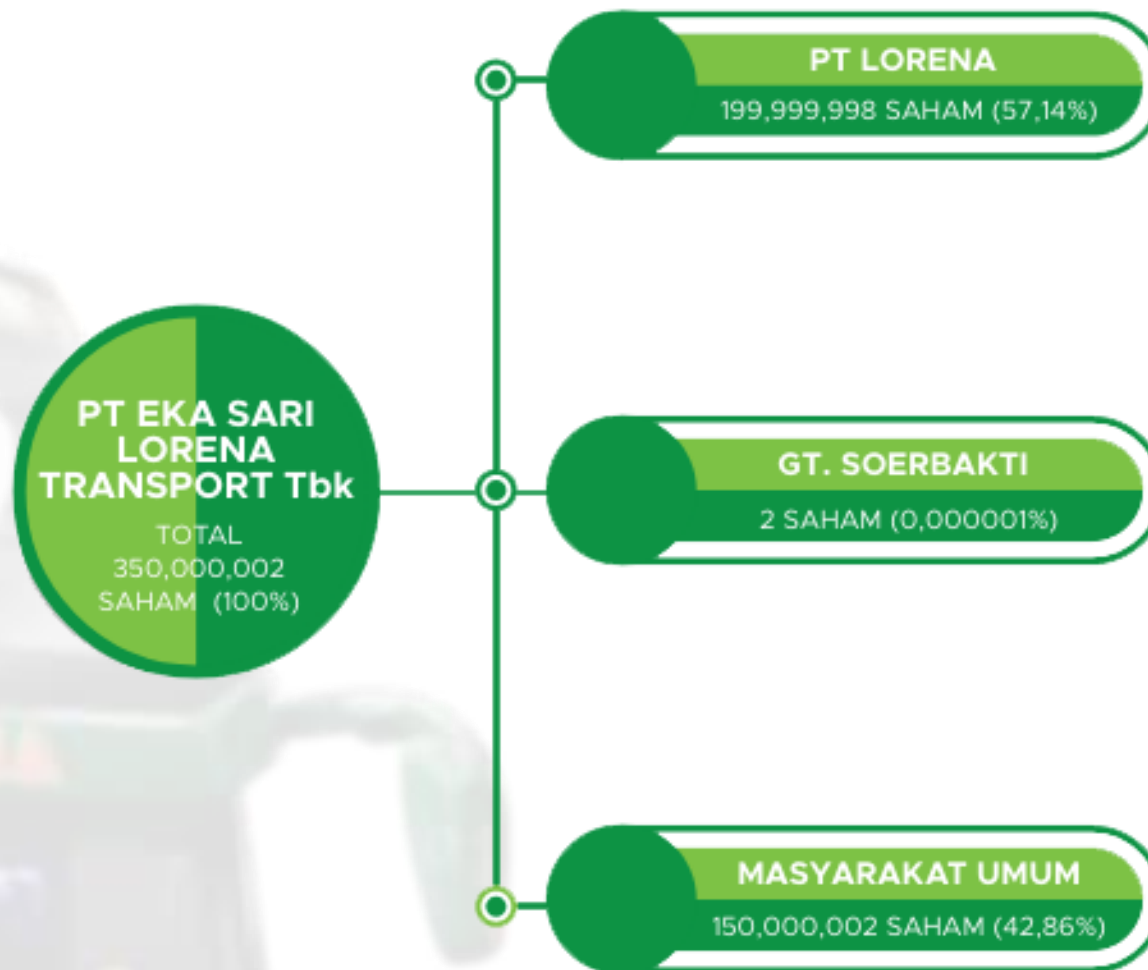 PT LORENA
199,999,998 SAHAM (57,14%)
PT EKA SARI
LORENA
TRANSPORT Tbk
TOTAL
350,000,002
SAHAM (100%)
GT. SOERBAKTI
2 SAHAM (0,000001%)
MASYARAKAT UMUM
150,000,002 SAHAM (42,86%)